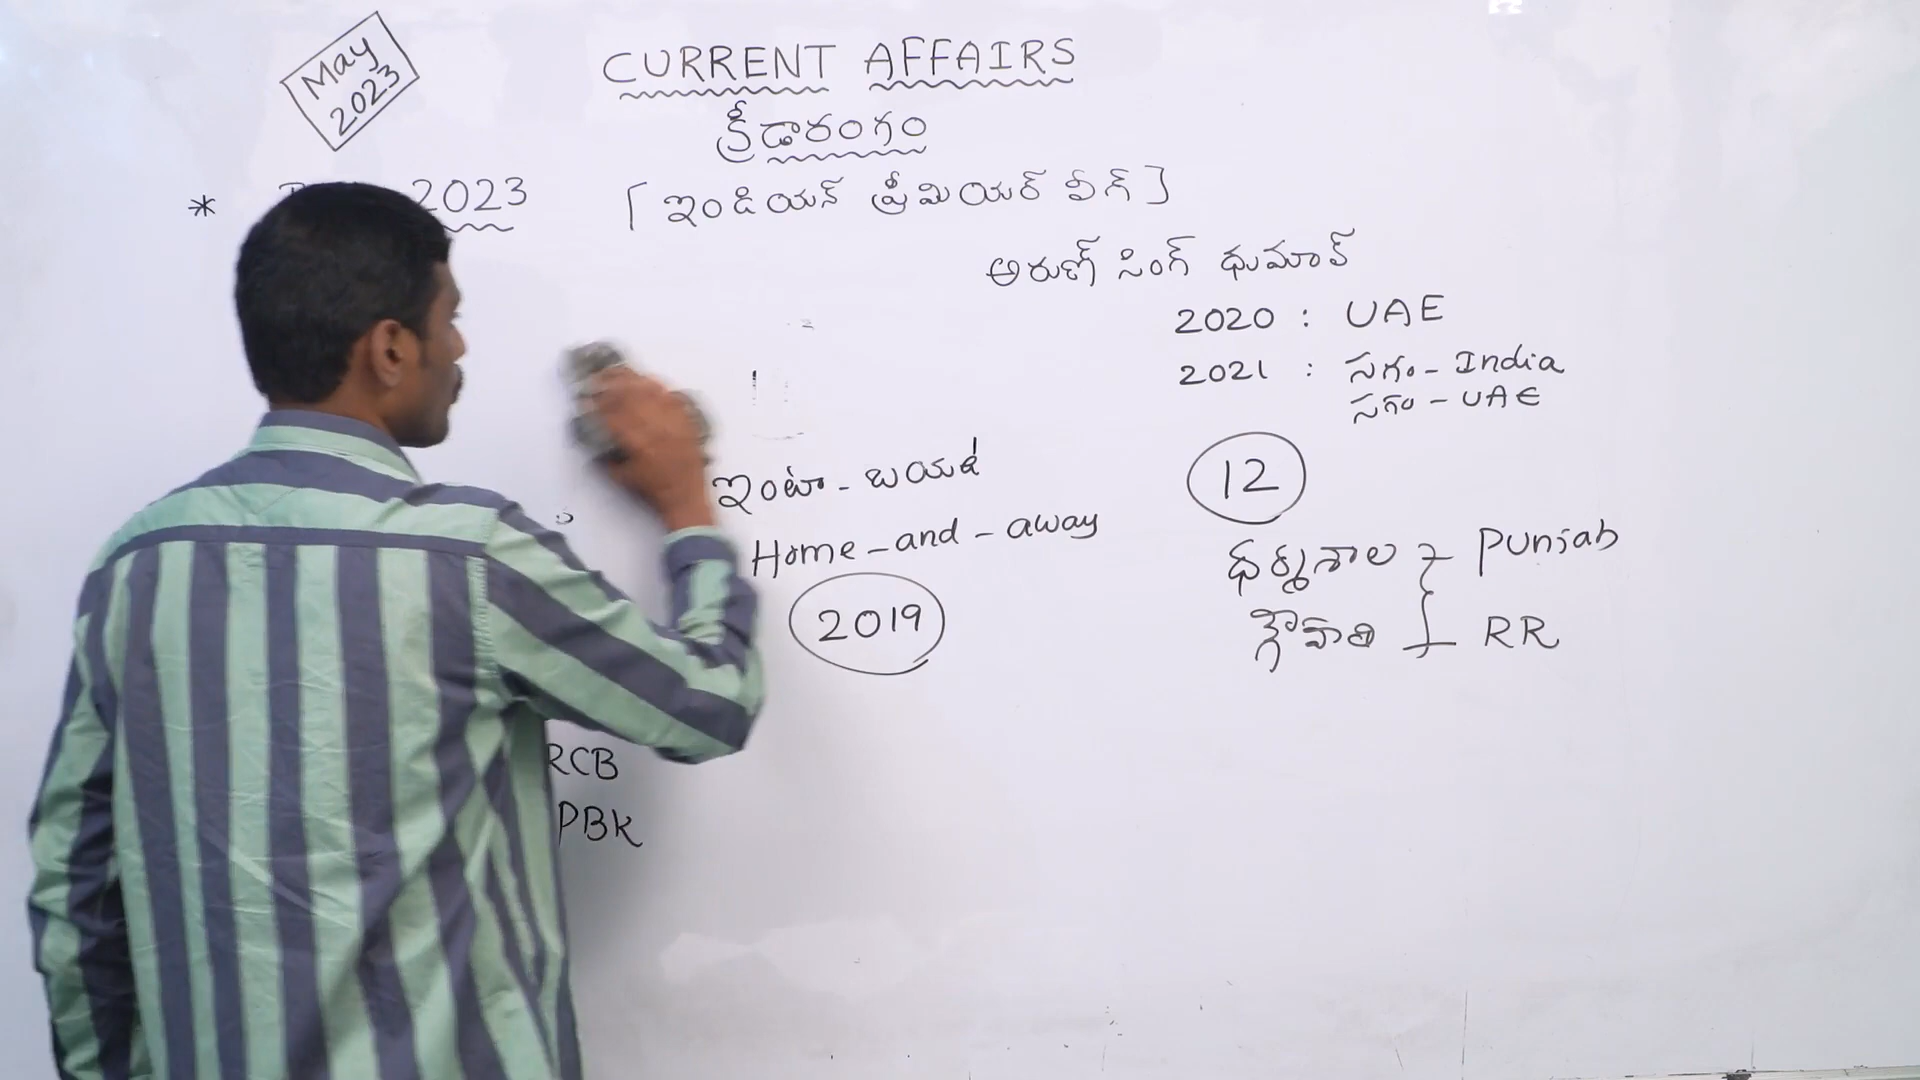 May
2023
CURRENT AFFAIRS
క్రీడారంగం
* 2023 [ఇండియన్ ప్రీమియర్ లీగ్]
అరుణ్ సింగ్ ధుమాల్
2020 : UAE
2021 : సగం - India
సగం - UAE
ఇంటా - బయట
12
Home-and-away
ధర్మశాల - Punjab
2019
గౌహతి - RR
RCB
PBK